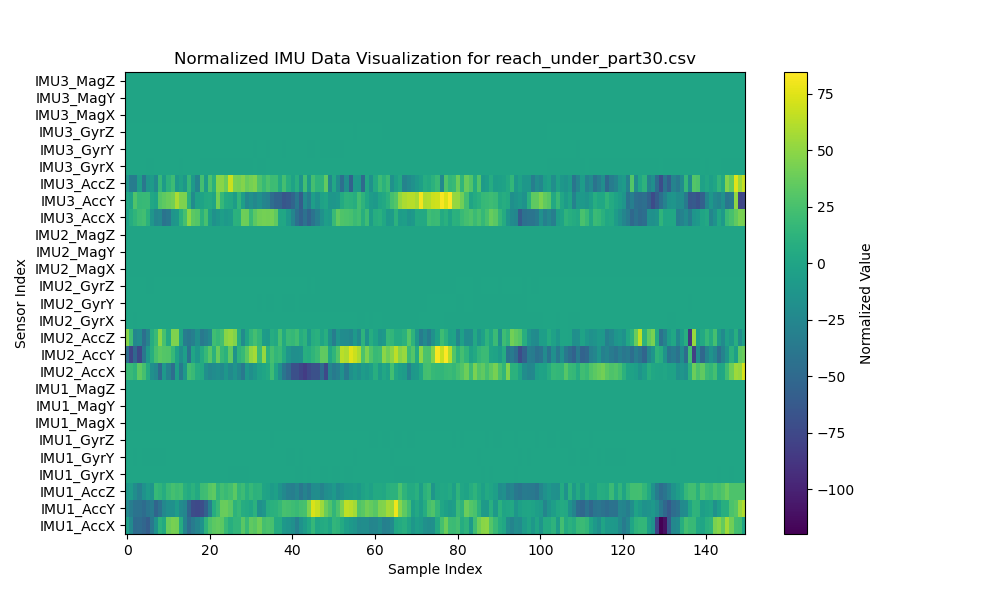 Normalized IMU Data Visualization for reach_under_part30.csv
IMU3_MagZ
IMU3_MagY
IMU3_MagX
IMU3_GyrZ
IMU3_GyrY
IMU3_GyrX
IMU3_AccZ
IMU3_AccY
IMU3_AccX
IMU2_MagZ
IMU2_MagY
IMU2_MagX
IMU2_GyrZ
IMU2_GyrY
IMU2_GyrX
IMU2_AccZ
IMU2_AccY
IMU2_AccX
IMU1_MagZ
IMU1_MagY
IMU1_MagX
IMU1_GyrZ
IMU1_GyrY
IMU1_GyrX
IMU1_AccZ
IMU1_AccY
IMU1_AccX
Sensor Index
0 20 40 60 80 100 120 140
Sample Index
75
50
25
0
−25
−50
−75
−100
Normalized Value